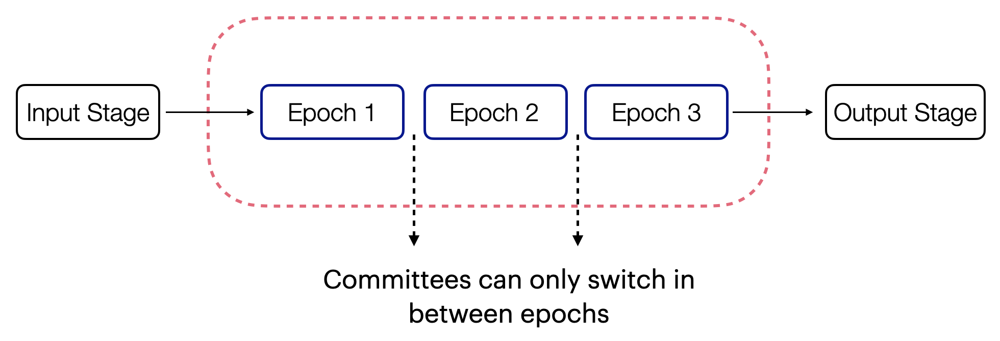 Input Stage
Epoch 1
Epoch 2
Epoch 3
Output Stage
Committees can only switch in
between epochs